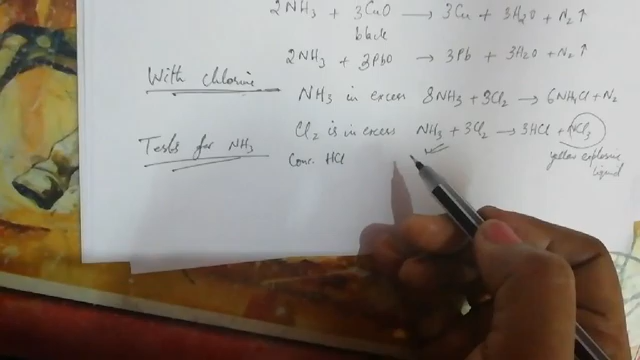 2NH₃ + 3CuO → 3Cu + 3H₂O + N₂↑
black
2NH₃ + 3PbO → 3Pb + 3H₂O + N₂↑
With chlorine
NH₃ in excess 8NH₃ + 3Cl₂ → 6NH₄Cl + N₂
Cl₂ is in excess NH₃ + 3Cl₂ → 3HCl + NCl₃
yellow explosive
liquid
Tests for NH₃
Conc. HCl